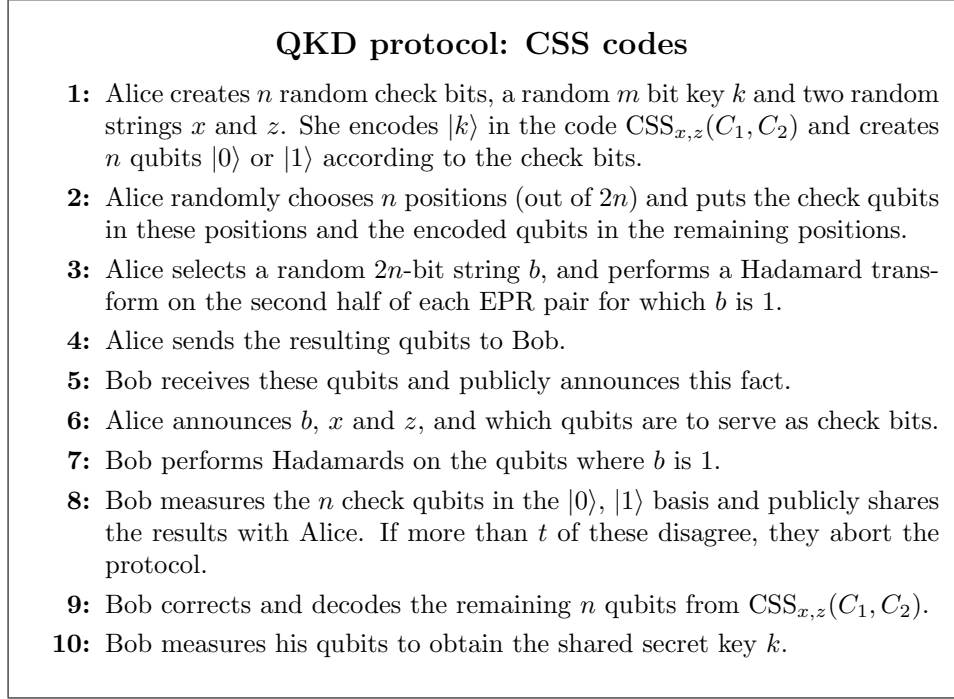 QKD protocol: CSS codes
1: Alice creates n random check bits, a random m bit key k and two random
strings x and z. She encodes |k⟩ in the code CSS_{x,z}(C_1, C_2) and creates
n qubits |0⟩ or |1⟩ according to the check bits.
2: Alice randomly chooses n positions (out of 2n) and puts the check qubits
in these positions and the encoded qubits in the remaining positions.
3: Alice selects a random 2n-bit string b, and performs a Hadamard trans-
form on the second half of each EPR pair for which b is 1.
4: Alice sends the resulting qubits to Bob.
5: Bob receives these qubits and publicly announces this fact.
6: Alice announces b, x and z, and which qubits are to serve as check bits.
7: Bob performs Hadamards on the qubits where b is 1.
8: Bob measures the n check qubits in the |0⟩, |1⟩ basis and publicly shares
the results with Alice. If more than t of these disagree, they abort the
protocol.
9: Bob corrects and decodes the remaining n qubits from CSS_{x,z}(C_1, C_2).
10: Bob measures his qubits to obtain the shared secret key k.